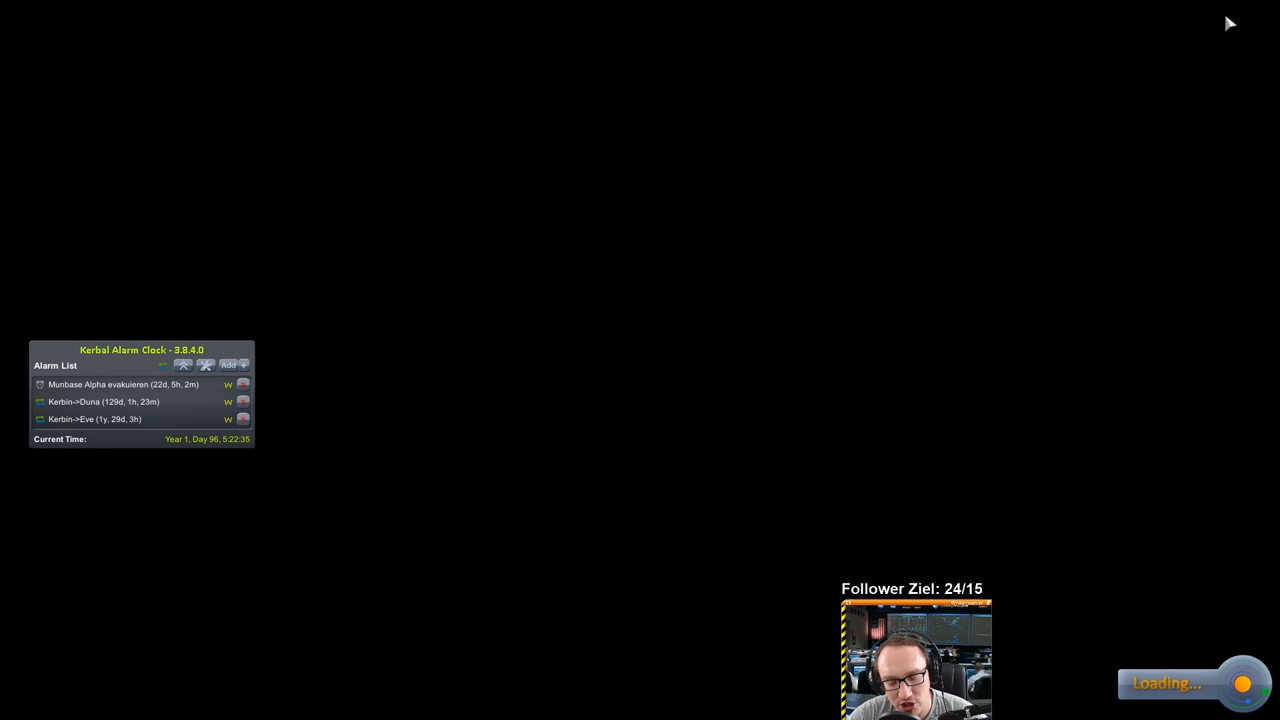 Kerbal Alarm Clock - 3.8.4.0
Alarm List
Add +
Munbase Alpha evakuieren (22d, 5h, 2m) W
Kerbin->Duna (129d, 1h, 23m) W
Kerbin->Eve (1y, 29d, 3h) W
Current Time: Year 1, Day 96, 5:22:35
Follower Ziel: 24/15
Loading...